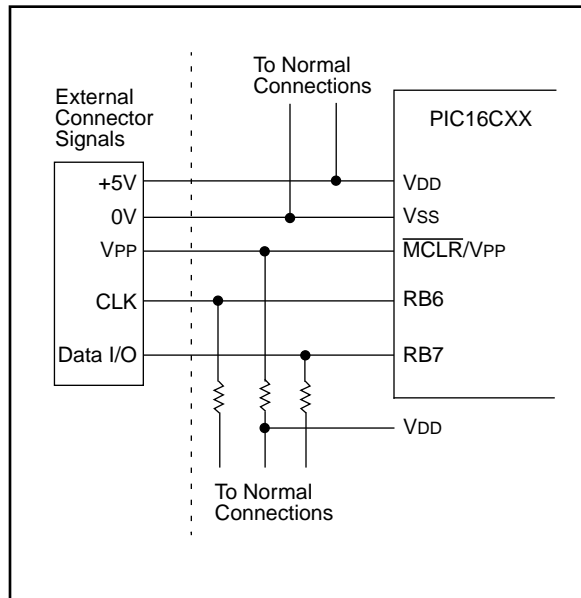 To Normal
Connections
External
Connector
Signals
PIC16CXX
+5V
VDD
0V
VSS
VPP
MCLR/VPP
CLK
RB6
Data I/O
RB7
VDD
To Normal
Connections